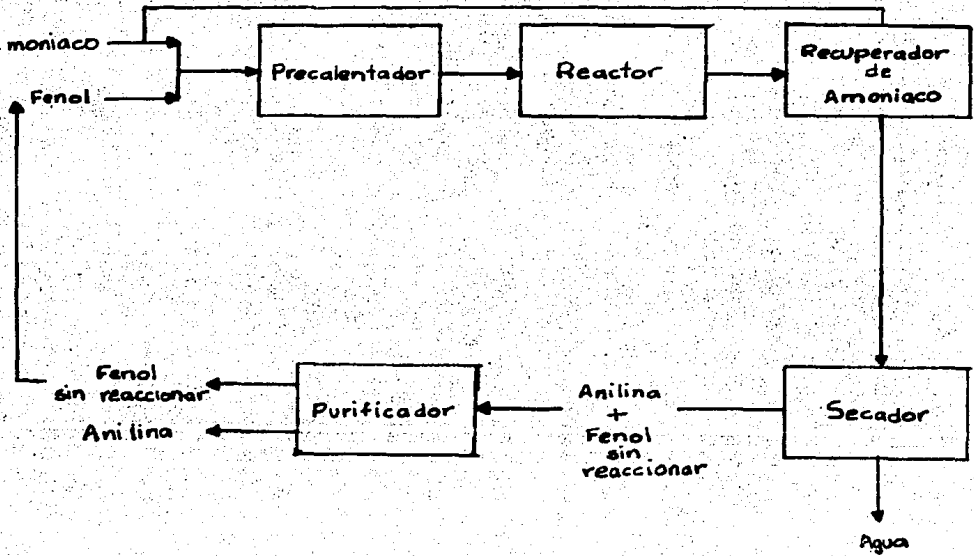 moniaco
Fenol
Precalentador
Reactor
Recuperador
de
Amoniaco
Fenol
sin reaccionar
Anilina
Purificador
Anilina
+
Fenol
sin
reaccionar
Secador
Agua